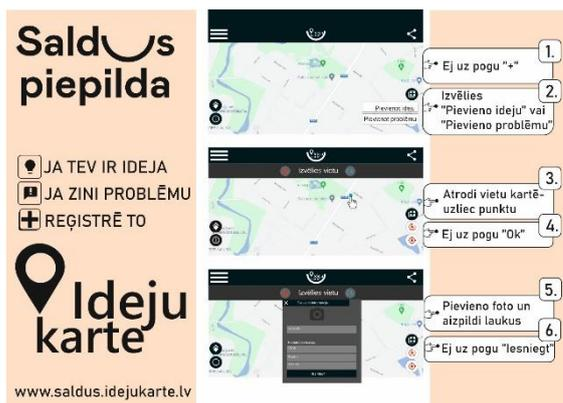 Saldus
piepilda
JA TEV IR IDEJA
JA ZINI PROBLĒMU
REĢISTRĒ TO
Ideju
karte
www.saldus.idejukarte.lv
Pievienot ideju
Pievienot problēmu
Izvēlies vietu
Izvēlies vietu
1.
Ej uz pogu "+"
2.
Izvēlies
"Pievieno ideju" vai
"Pievieno problēmu"
3.
Atrodi vietu kartē-
uzliec punktu
4.
Ej uz pogu "Ok"
5.
Pievieno foto un
aizpildi laukus
6.
Ej uz pogu "Iesniegt"